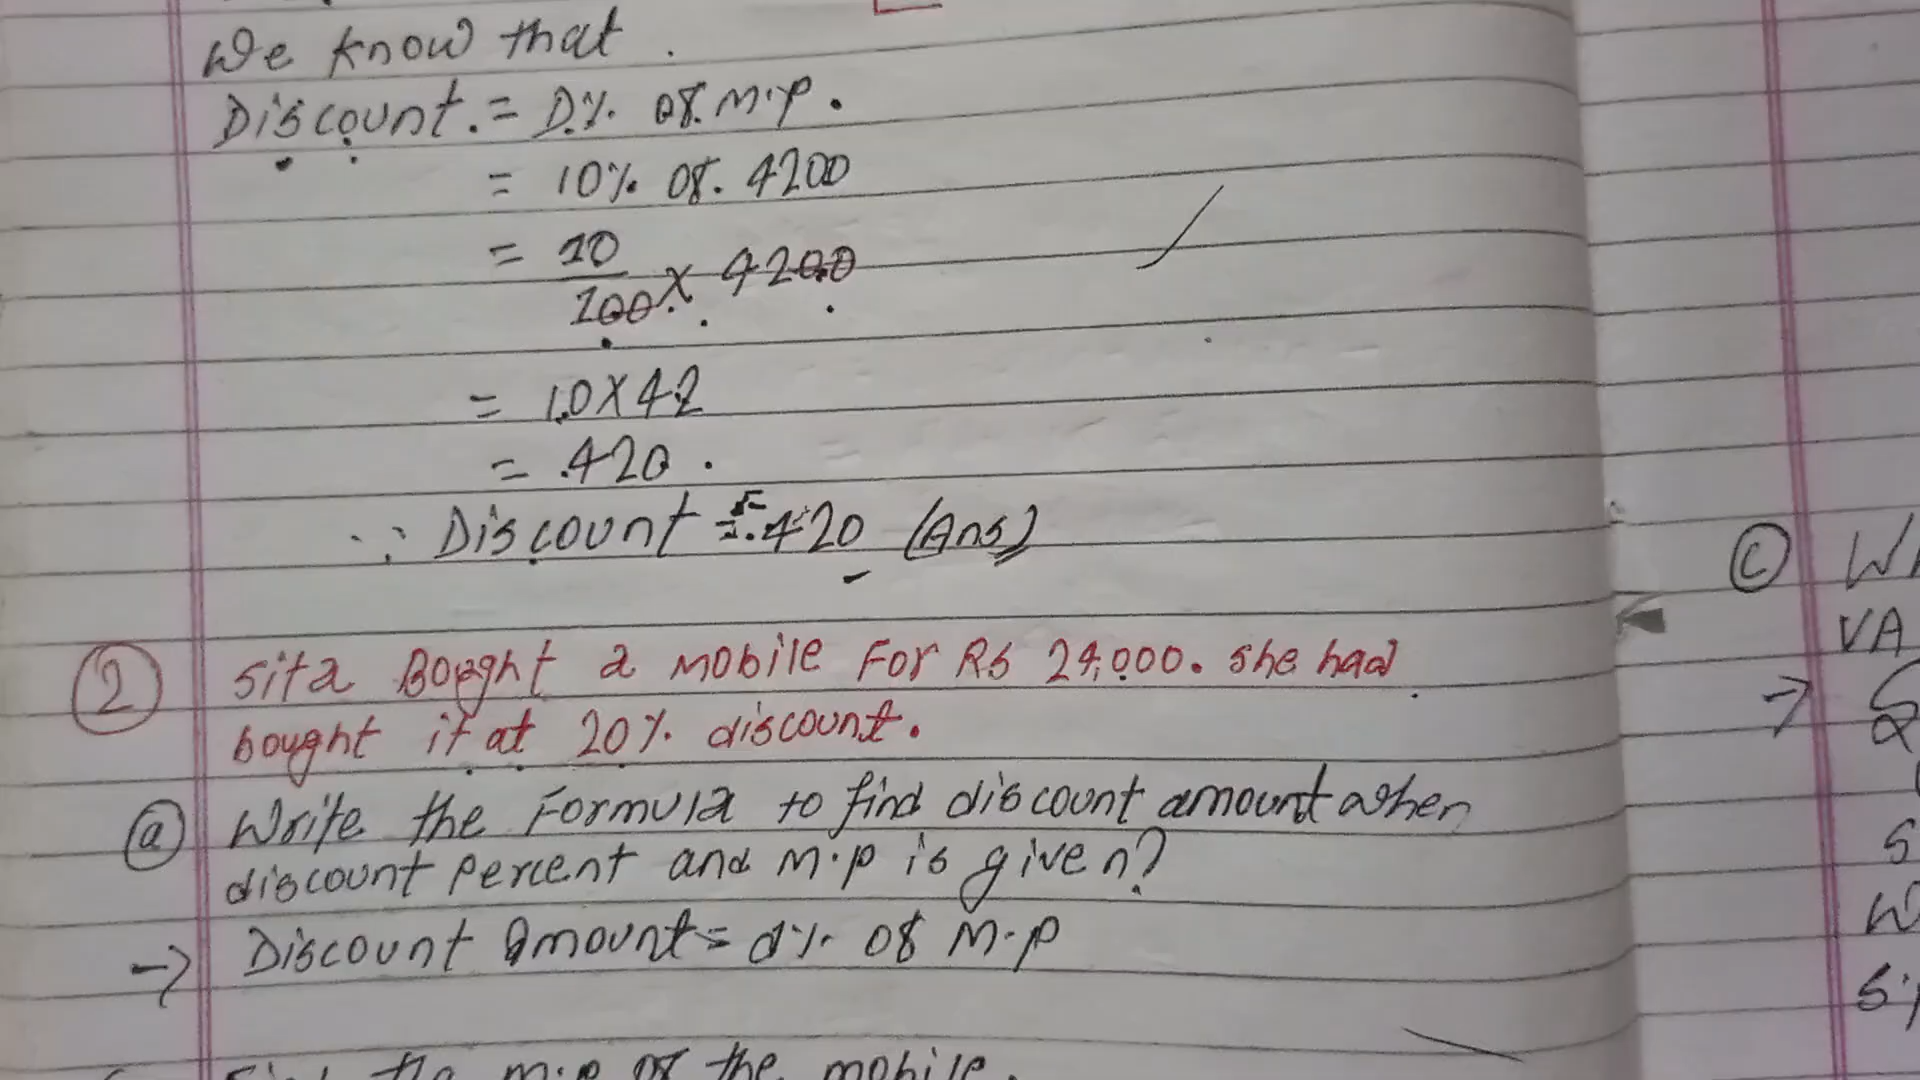 We know that
Discount = D% of M.P.
= 10% of 4200
= 10/100 × 4200
= 10×42
= 420
∴ Discount = 420 (Ans)
② Sita Bought a mobile For Rs 24,000. she had
bought it at 20% discount.
ⓐ Write the Formula to find discount amount when
discount percent and M.P is given?
→ Discount Amount = d% of M.P
the M.P of the mobile.
ⓒ
VA
→